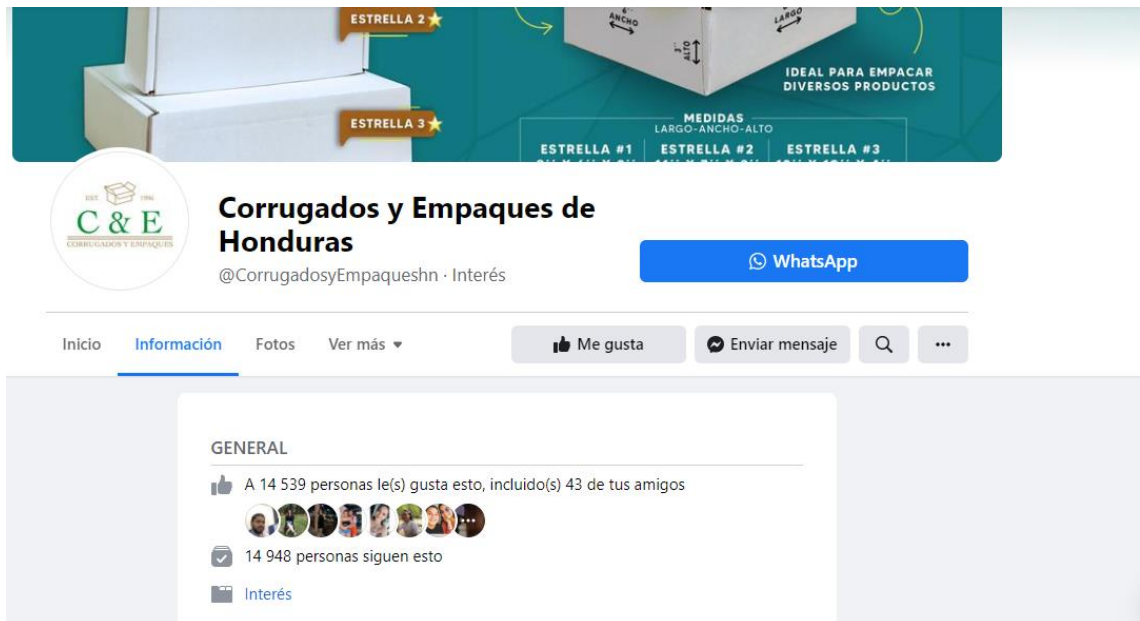 ESTRELLA 2
ESTRELLA 3
ANCHO
LARGO
3" ALTO
IDEAL PARA EMPACAR
DIVERSOS PRODUCTOS
MEDIDAS
LARGO-ANCHO-ALTO
ESTRELLA #1 ESTRELLA #2 ESTRELLA #3
EST. 1996
C & E
CORRUGADOS Y EMPAQUES
Corrugados y Empaques de
Honduras
@CorrugadosyEmpaqueshn · Interés
WhatsApp
Inicio Información Fotos Ver más
Me gusta Enviar mensaje
GENERAL
A 14 539 personas le(s) gusta esto, incluido(s) 43 de tus amigos
14 948 personas siguen esto
Interés